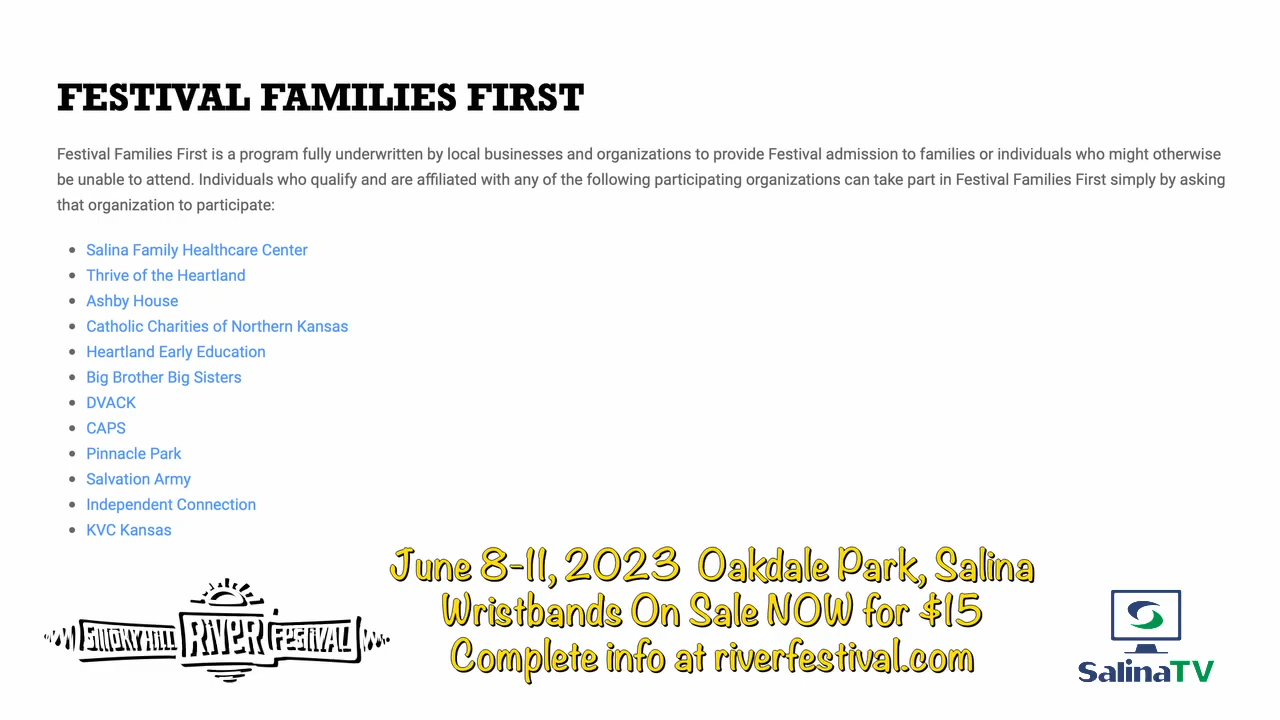 FESTIVAL FAMILIES FIRST
Festival Families First is a program fully underwritten by local businesses and organizations to provide Festival admission to families or individuals who might otherwise
be unable to attend. Individuals who qualify and are affiliated with any of the following participating organizations can take part in Festival Families First simply by asking
that organization to participate:
Salina Family Healthcare Center
Thrive of the Heartland
Ashby House
Catholic Charities of Northern Kansas
Heartland Early Education
Big Brother Big Sisters
DVACK
CAPS
Pinnacle Park
Salvation Army
Independent Connection
KVC Kansas
June 8-11, 2023 Oakdale Park, Salina
Wristbands On Sale NOW for $15
Complete info at riverfestival.com
SMOKY HILL RIVER FESTIVAL
SalinaTV